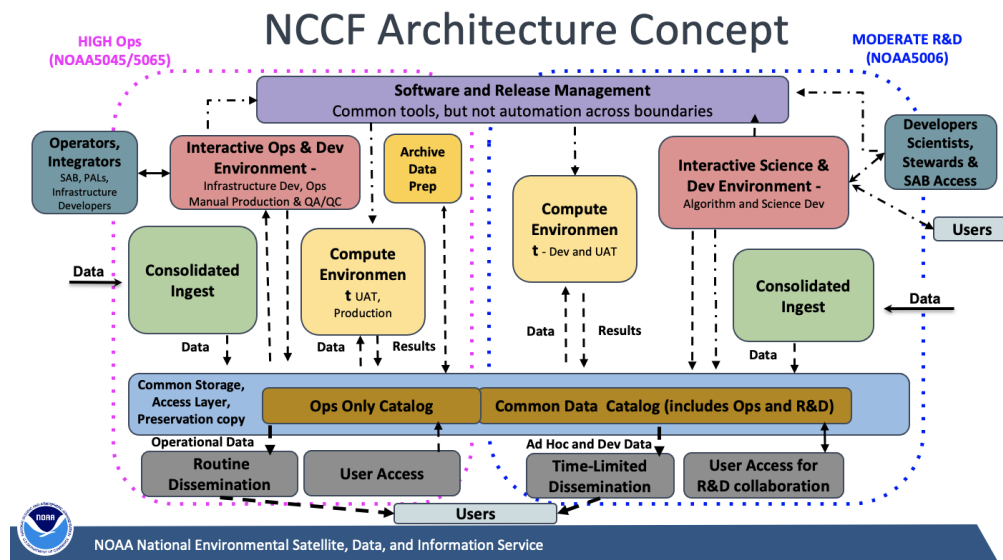 NCCF Architecture Concept
HIGH Ops
(NOAA5045/5065)
MODERATE R&D
(NOAA5006)
Software and Release Management
Common tools, but not automation across boundaries
Operators,
Integrators
SAB, PALs,
Infrastructure
Developers
Interactive Ops & Dev
Environment -
Infrastructure Dev, Ops
Manual Production & QA/QC
Archive
Data
Prep
Compute
Environmen
t - Dev and UAT
Interactive Science &
Dev Environment -
Algorithm and Science Dev
Developers
Scientists,
Stewards &
SAB Access
Users
Data
Consolidated
Ingest
Compute
Environmen
t UAT,
Production
Consolidated
Ingest
Data
Data
Data
Results
Data
Results
Data
Common Storage,
Access Layer,
Preservation copy
Ops Only Catalog
Common Data Catalog (includes Ops and R&D)
Operational Data
Ad Hoc and Dev Data
Routine
Dissemination
User Access
Time-Limited
Dissemination
User Access for
R&D collaboration
Users
NOAA
NOAA National Environmental Satellite, Data, and Information Service